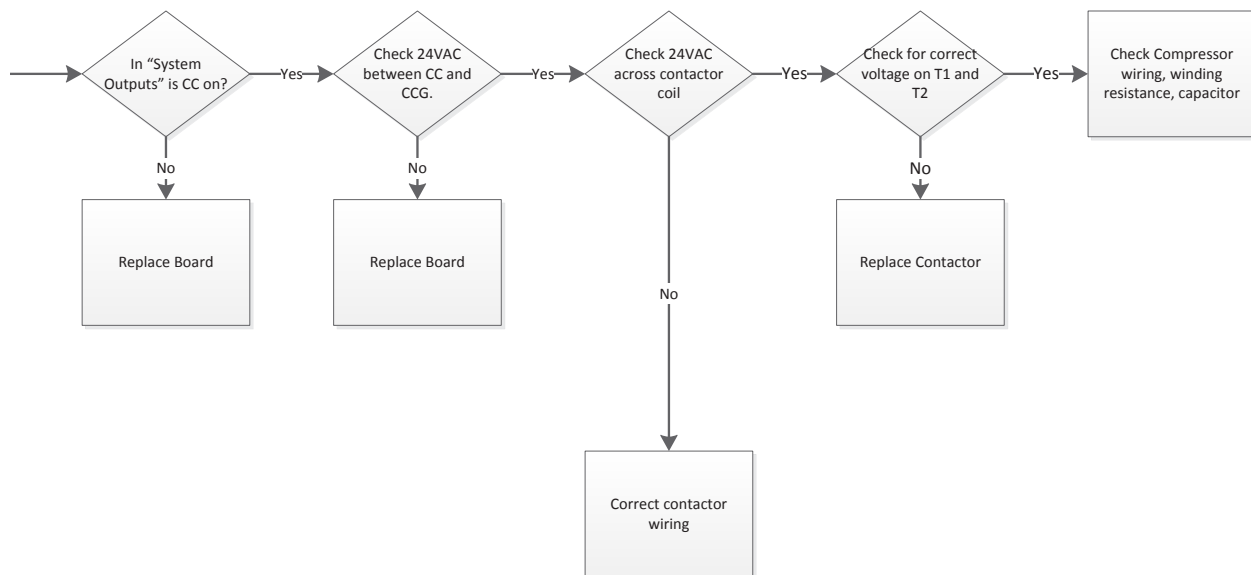 In “System
Outputs” is CC on?
Yes
Check 24VAC
between CC and
CCG.
Yes
Check 24VAC
across contactor
coil
Yes
Check for correct
voltage on T1 and
T2
Yes
Check Compressor
wiring, winding
resistance, capacitor
No
No
No
Replace Board
Replace Board
Replace Contactor
No
Correct contactor
wiring